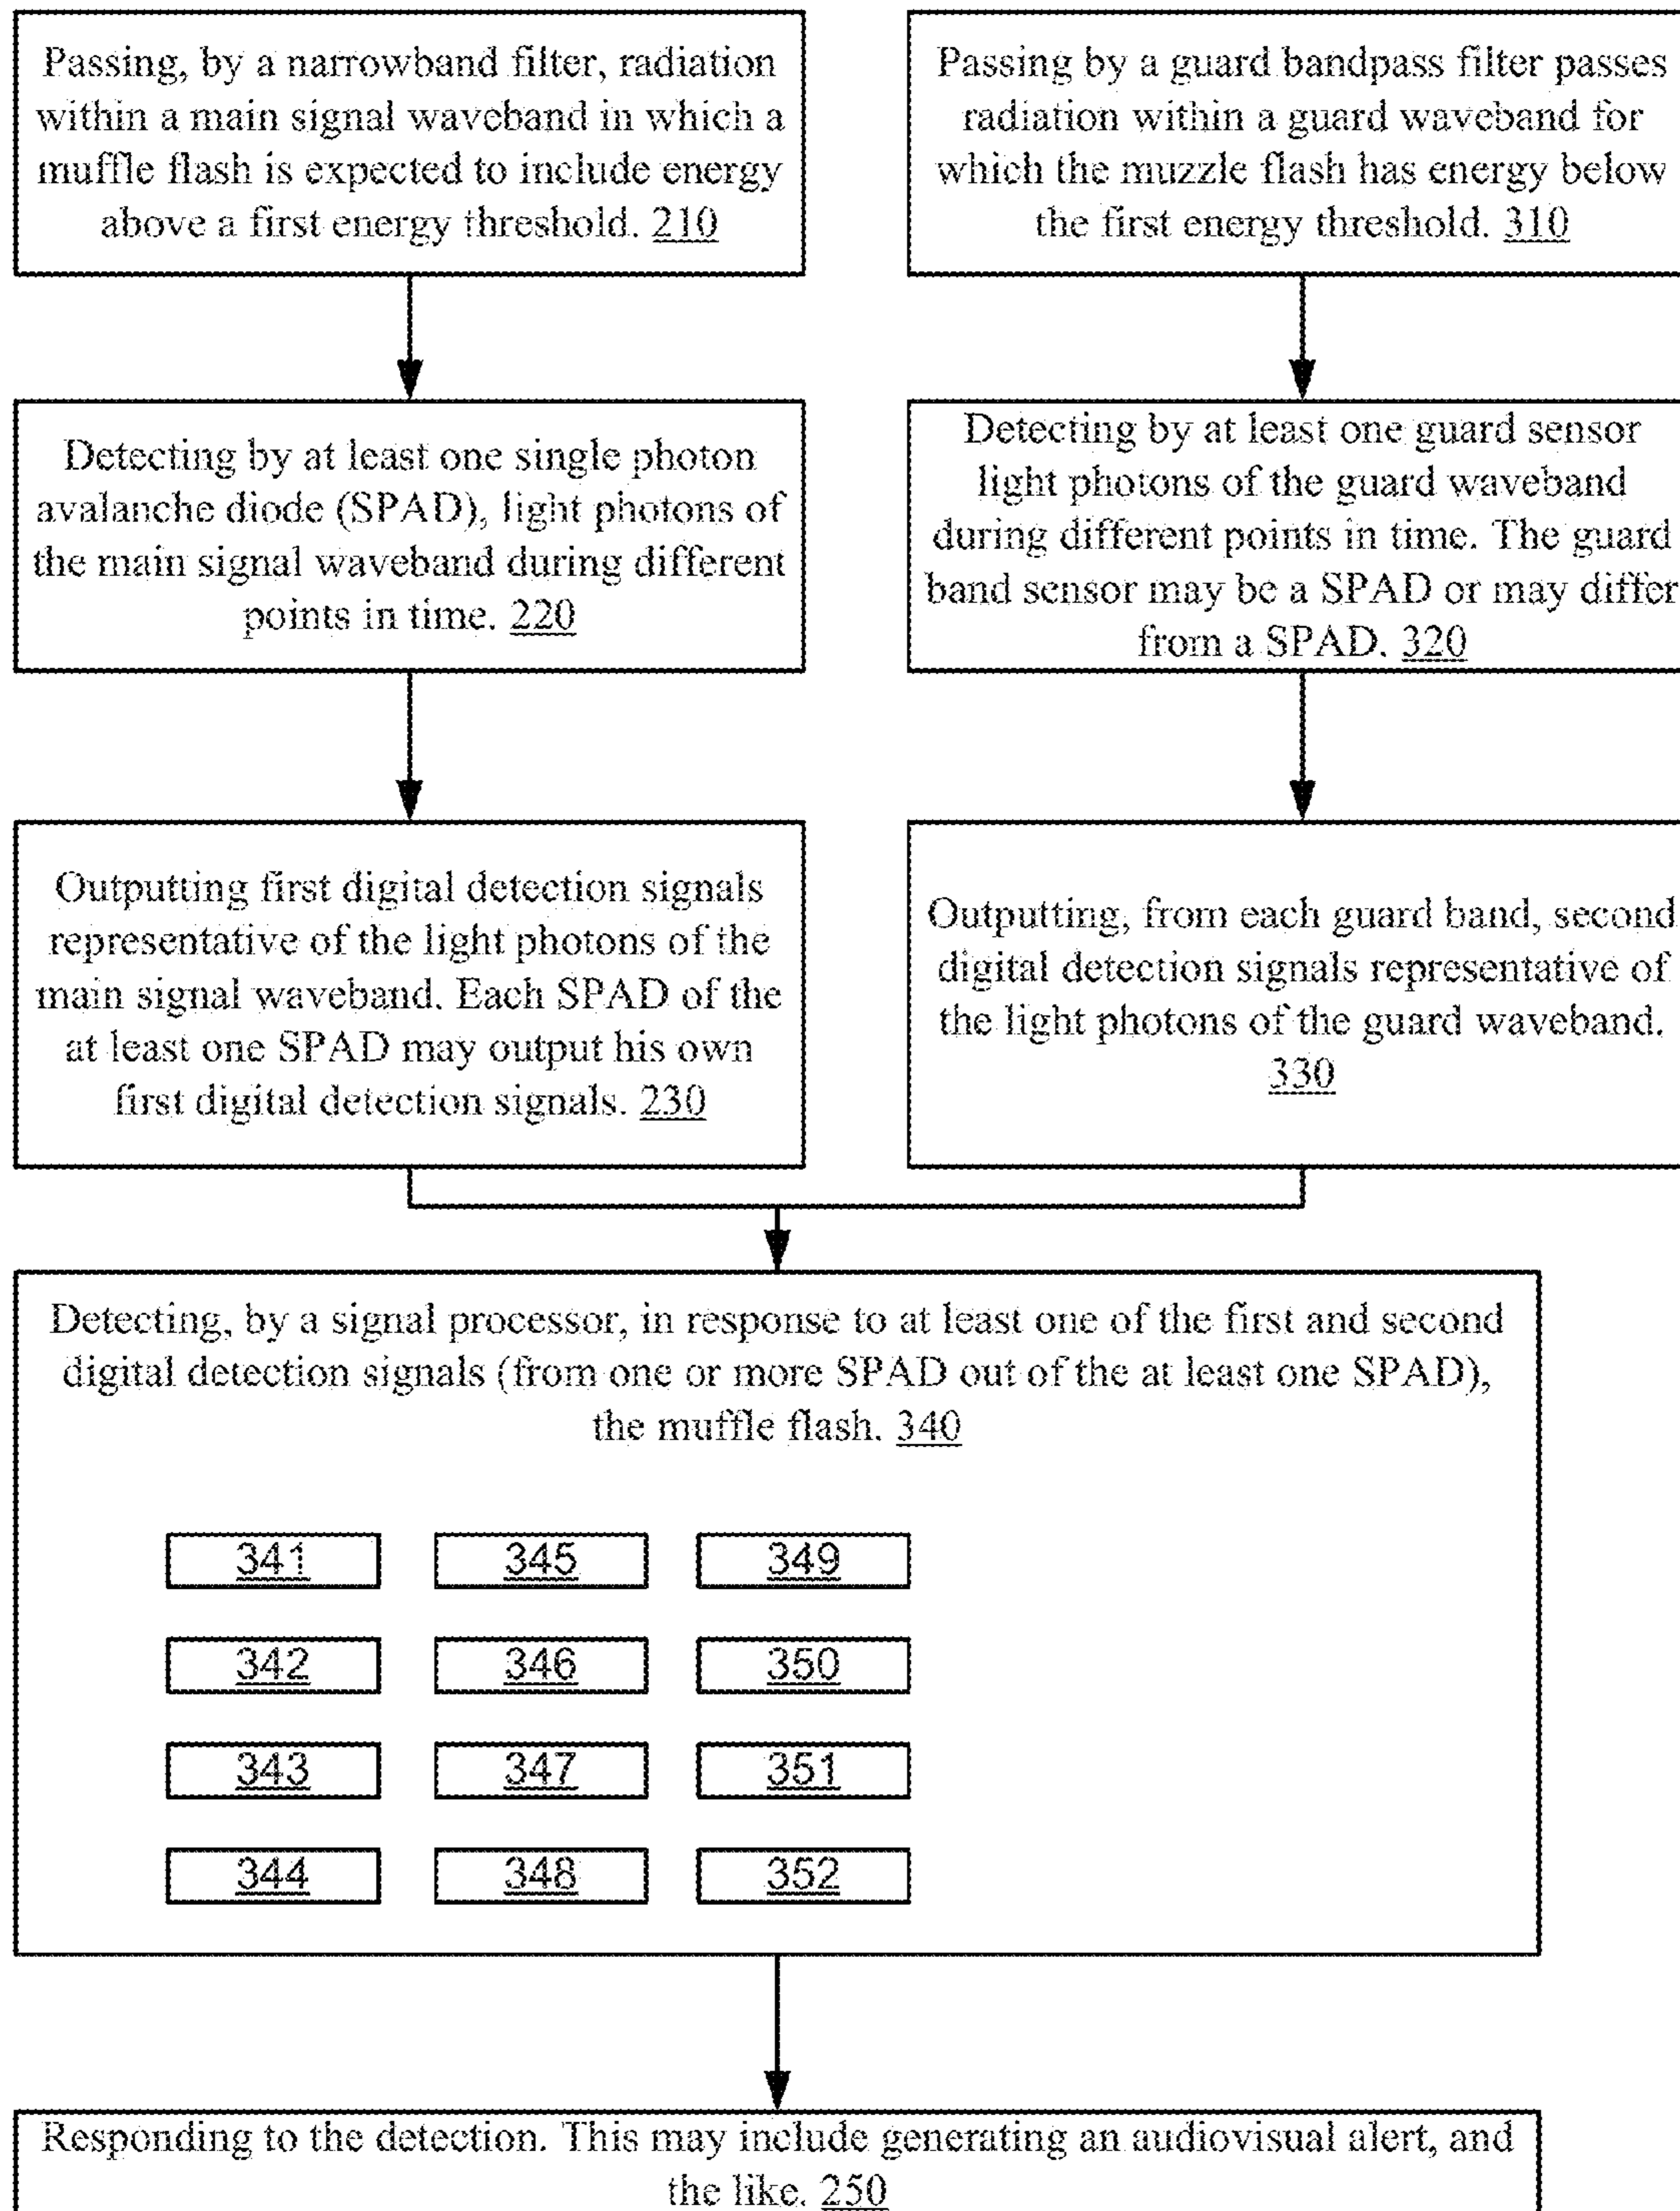 Passing, by a narrowband filter, radiation
within a main signal waveband in which a
muffle flash is expected to include energy
above a first energy threshold. 210
Passing by a guard bandpass filter passes
radiation within a guard waveband for
which the muzzle flash has energy below
the first energy threshold. 310
Detecting by at least one single photon
avalanche diode (SPAD), light photons of
the main signal waveband during different
points in time. 220
Detecting by at least one guard sensor
light photons of the guard waveband
during different points in time. The guard
band sensor may be a SPAD or may differ
from a SPAD. 320
Outputting first digital detection signals
representative of the light photons of the
main signal waveband. Each SPAD of the
at least one SPAD may output his own
first digital detection signals. 230
Outputting, from each guard band, second
digital detection signals representative of
the light photons of the guard waveband.
330
Detecting, by a signal processor, in response to at least one of the first and second
digital detection signals (from one or more SPAD out of the at least one SPAD),
the muffle flash. 340
341 345 349
342 346 350
343 347 351
344 348 352
Responding to the detection. This may include generating an audiovisual alert, and
the like. 250